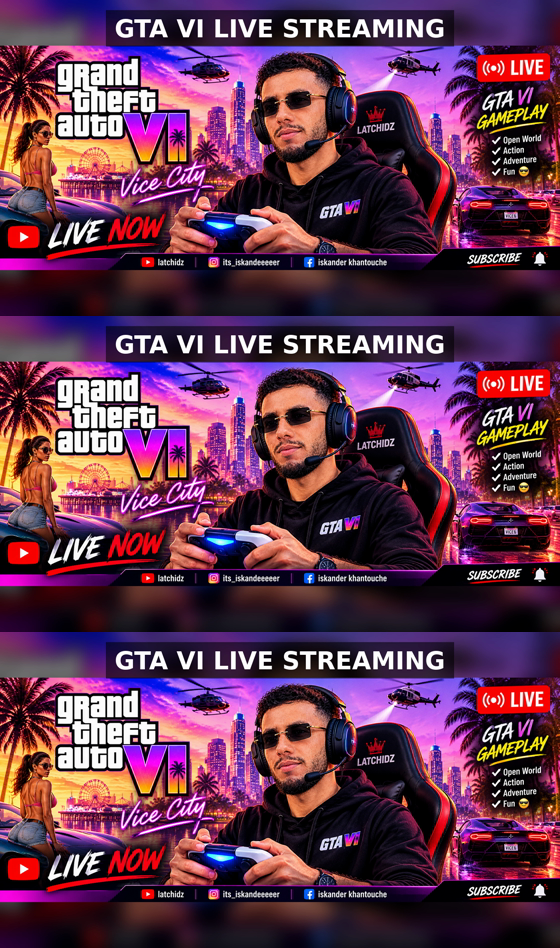 GTA VI LIVE STREAMING
grand
theft
auto VI
Vice City
LIVE NOW
LATCHIDZ
GTA VI
LIVE
GTA VI
GAMEPLAY
Open World
Action
Adventure
Fun
latchidz
its_iskandeeeeer
iskander khantouche
SUBSCRIBE
GTA VI LIVE STREAMING
grand
theft
auto VI
Vice City
LIVE NOW
LATCHIDZ
GTA VI
LIVE
GTA VI
GAMEPLAY
Open World
Action
Adventure
Fun
latchidz
its_iskandeeeeer
iskander khantouche
SUBSCRIBE
GTA VI LIVE STREAMING
grand
theft
auto VI
Vice City
LIVE NOW
LATCHIDZ
GTA VI
LIVE
GTA VI
GAMEPLAY
Open World
Action
Adventure
Fun
latchidz
its_iskandeeeeer
iskander khantouche
SUBSCRIBE